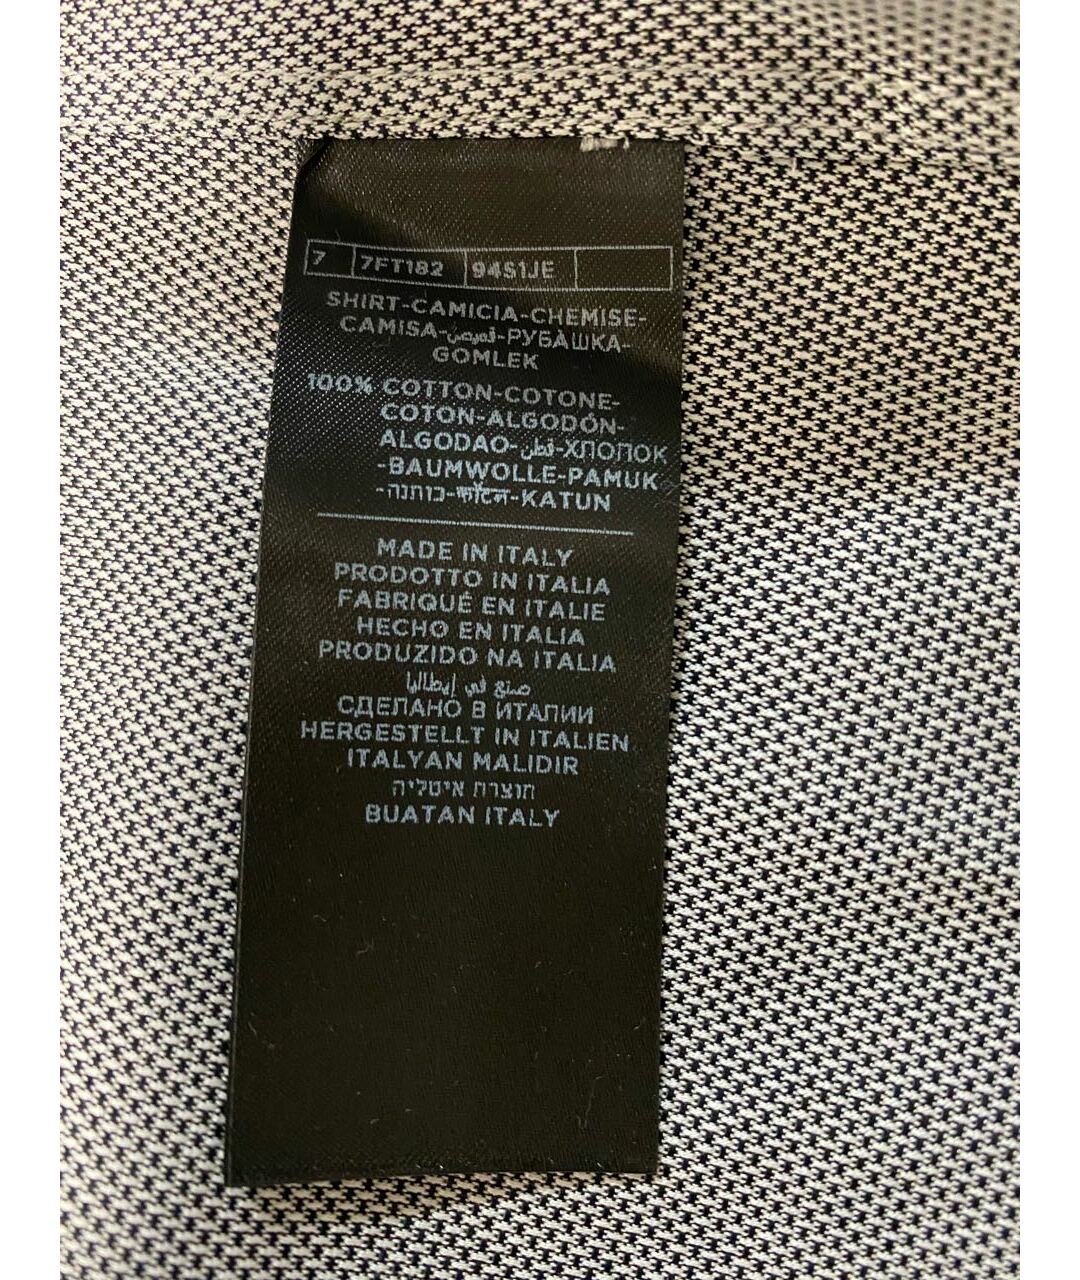 7 7FT182 94S1JE
SHIRT-CAMICIA-CHEMISE-
CAMISA-قميص-РУБАШКА-
GOMLEK
100% COTTON-COTONE-
COTON-ALGODÓN-
ALGODAO-قطن-ХЛОПОК
-BAUMWOLLE-PAMUK
-כותנה-कॉटन-KATUN
MADE IN ITALY
PRODOTTO IN ITALIA
FABRIQUÉ EN ITALIE
HECHO EN ITALIA
PRODUZIDO NA ITALIA
صنع في إيطاليا
СДЕЛАНО В ИТАЛИИ
HERGESTELLT IN ITALIEN
ITALYAN MALIDIR
תוצרת איטליה
BUATAN ITALY